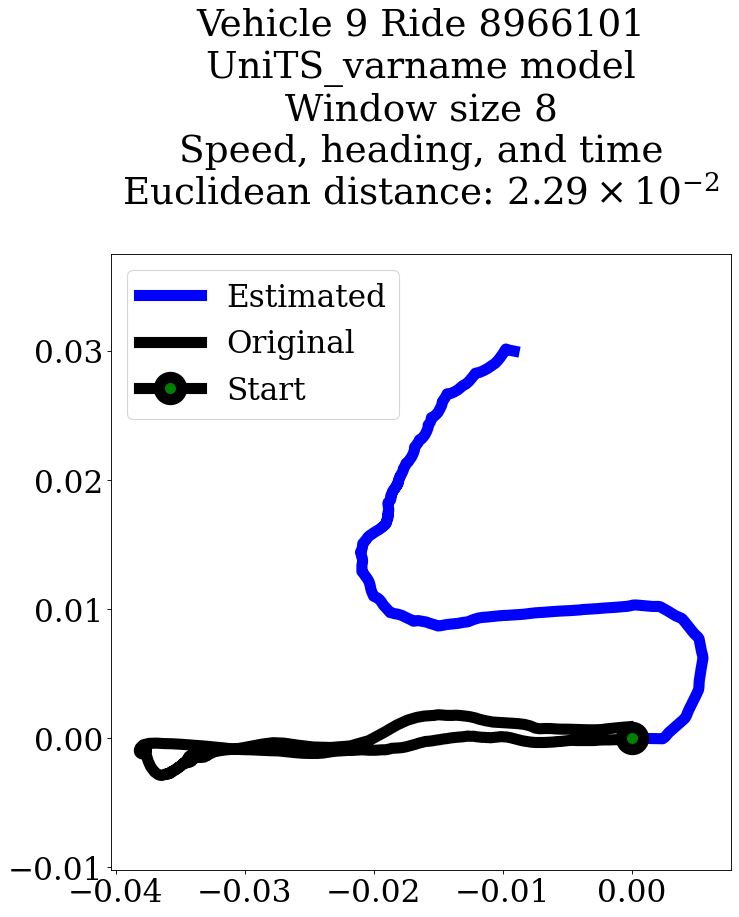 Vehicle 9 Ride 8966101
UniTS_varname model
Window size 8
Speed, heading, and time
Euclidean distance: 2.29 × 10⁻²
Estimated
Original
Start
0.03
0.02
0.01
0.00
−0.01
−0.04 −0.03 −0.02 −0.01 0.00